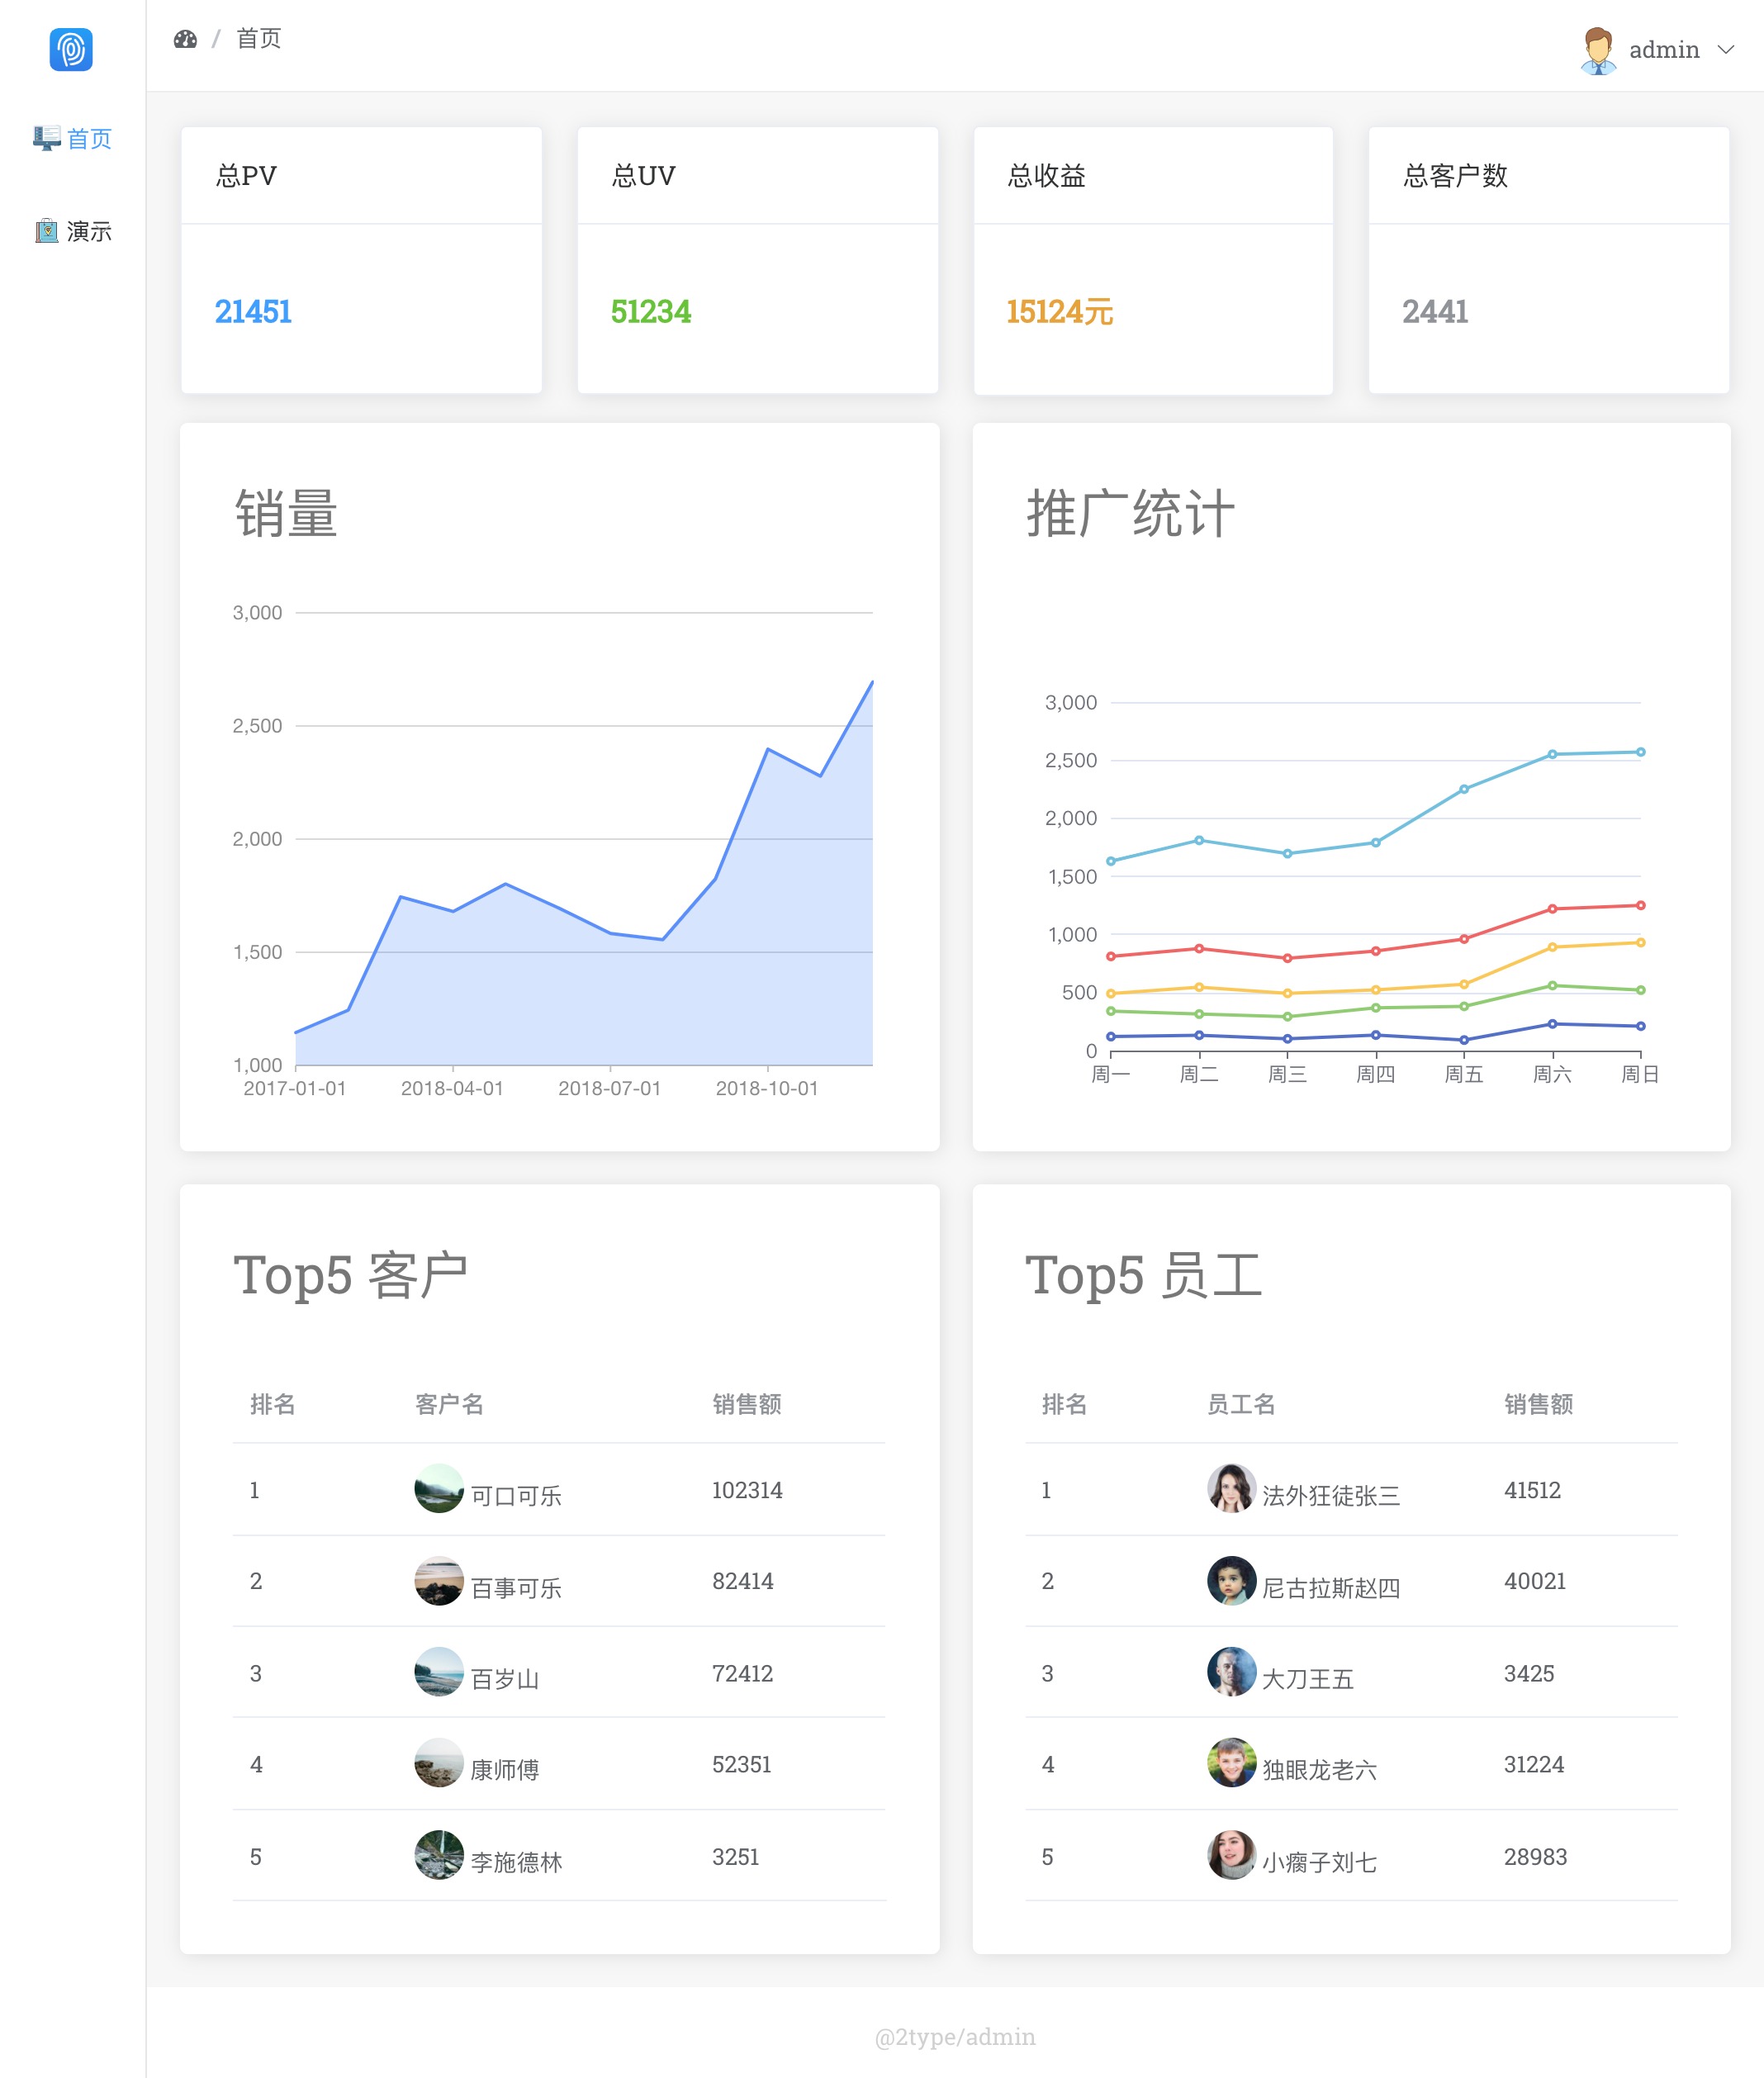 / 首页
admin
首页
演示
总PV
21451
总UV
51234
总收益
15124元
总客户数
2441
销量
3,000
2,500
2,000
1,500
1,000
2017-01-01 2018-04-01 2018-07-01 2018-10-01
推广统计
3,000
2,500
2,000
1,500
1,000
500
0
周一 周二 周三 周四 周五 周六 周日
Top5 客户
排名 客户名 销售额
1 可口可乐 102314
2 百事可乐 82414
3 百岁山 72412
4 康师傅 52351
5 李施德林 3251
Top5 员工
排名 员工名 销售额
1 法外狂徒张三 41512
2 尼古拉斯赵四 40021
3 大刀王五 3425
4 独眼龙老六 31224
5 小瘸子刘七 28983
@2type/admin